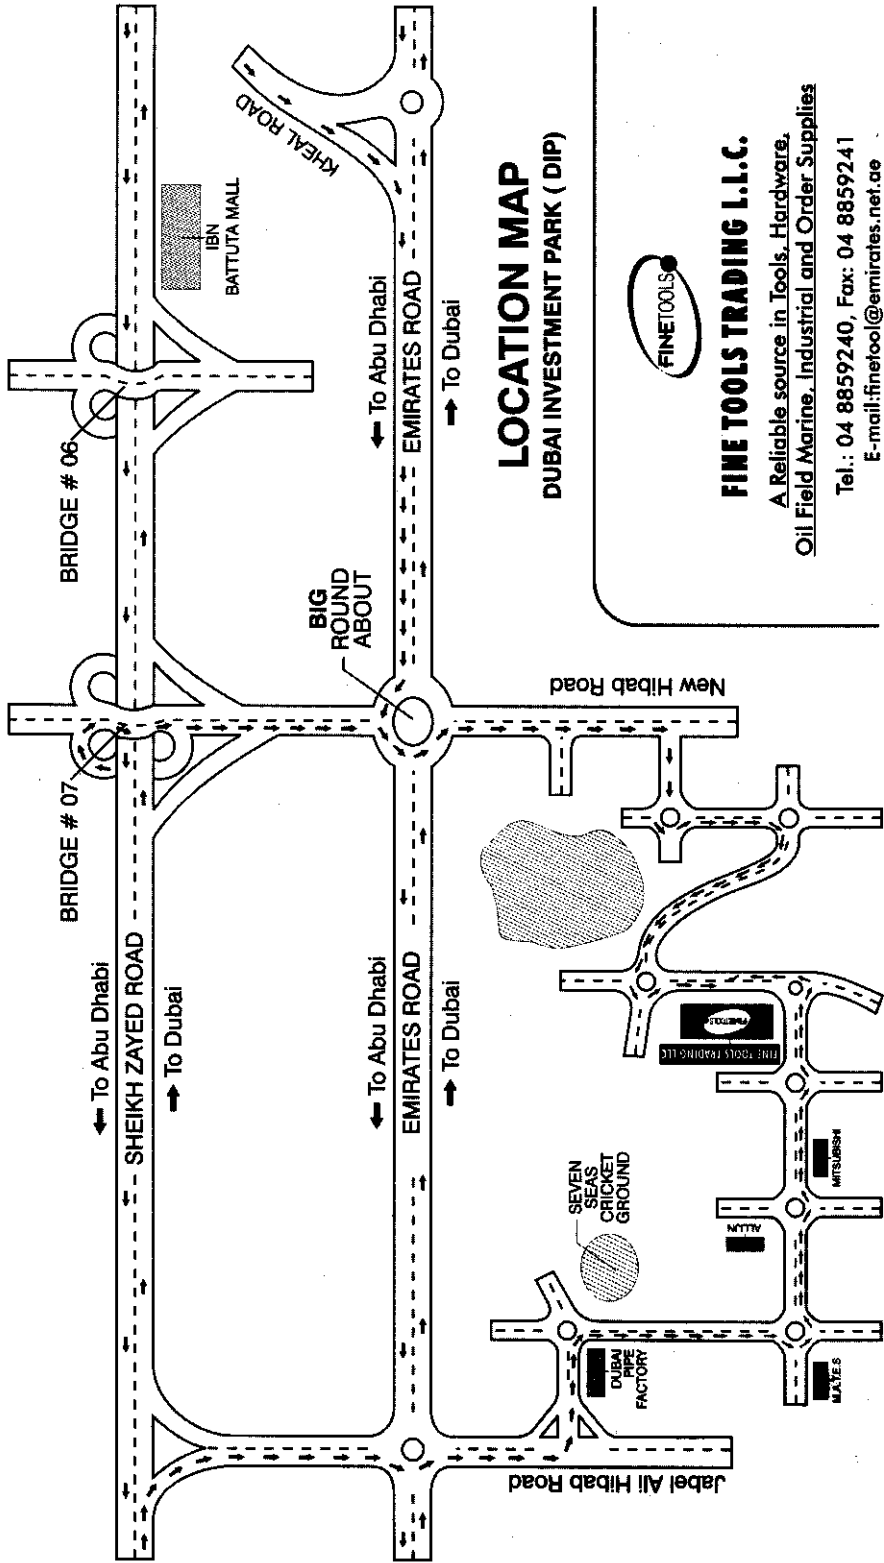 BRIDGE # 07
BRIDGE # 06
IBN
BATTUTA MALL
KHEAL ROAD
To Abu Dhabi
SHEIKH ZAYED ROAD
To Dubai
BIG
ROUND
ABOUT
To Abu Dhabi
EMIRATES ROAD
To Dubai
To Abu Dhabi
EMIRATES ROAD
To Dubai
New Hibab Road
Jabel Ali Hibab Road
SEVEN
SEAS
CRICKET
GROUND
DUBAI
PIPE
FACTORY
FINETOOLS
FINE TOOLS TRADING LLC
MITSUBISHI
M.A.T.E.S
LOCATION MAP
DUBAI INVESTMENT PARK ( DIP)
FINETOOLS
FINE TOOLS TRADING L.L.C.
A Reliable source in Tools, Hardware,
Oil Field Marine, Industrial and Order Supplies
Tel.: 04 8859240, Fax: 04 8859241
E-mail:finetool@emirates.net.ae